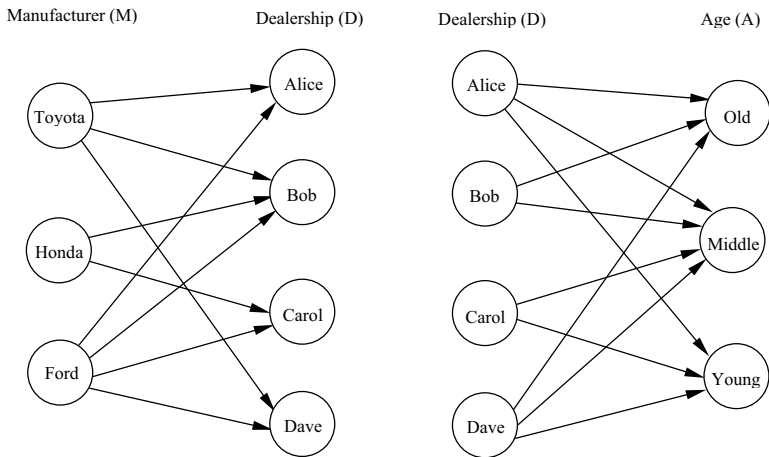 Manufacturer (M)
Dealership (D)
Toyota
Honda
Ford
Alice
Bob
Carol
Dave
Dealership (D)
Age (A)
Alice
Bob
Carol
Dave
Old
Middle
Young